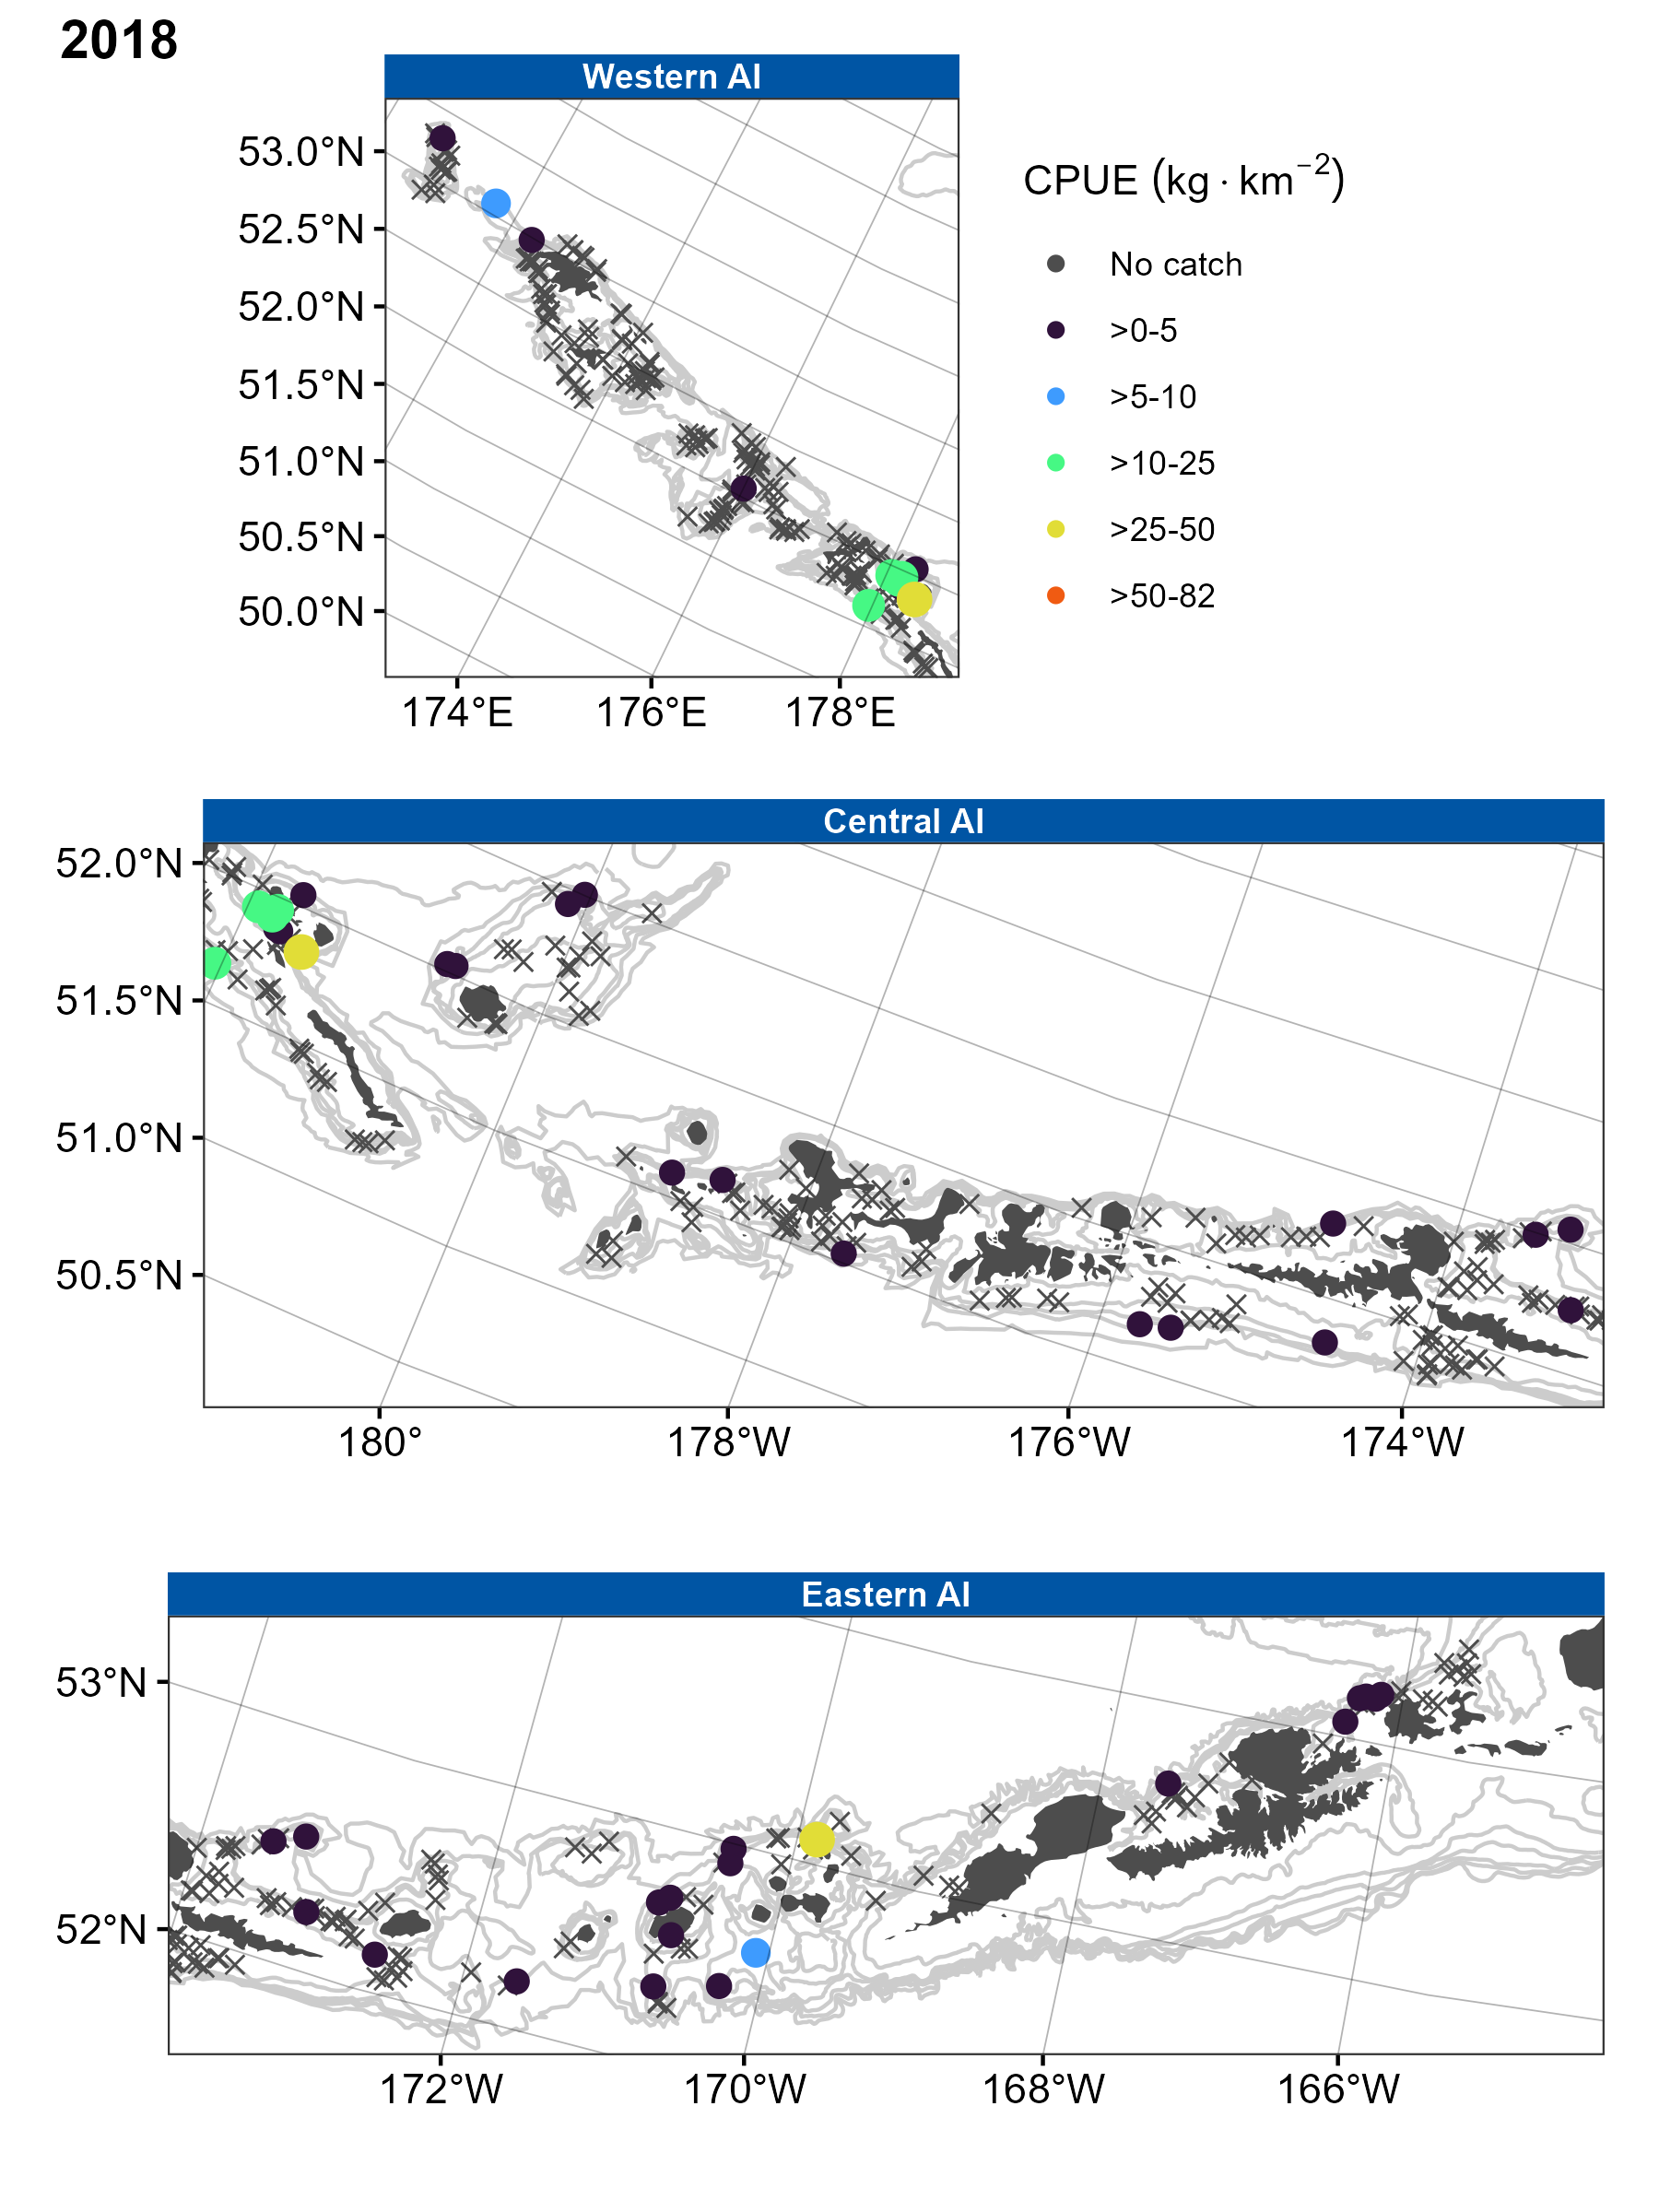 2018
Western AI
53.0°N
52.5°N
52.0°N
51.5°N
51.0°N
50.5°N
50.0°N
174°E 176°E 178°E
CPUE (kg · km−2)
No catch
>0-5
>5-10
>10-25
>25-50
>50-82
Central AI
52.0°N
51.5°N
51.0°N
50.5°N
180° 178°W 176°W 174°W
Eastern AI
53°N
52°N
172°W 170°W 168°W 166°W